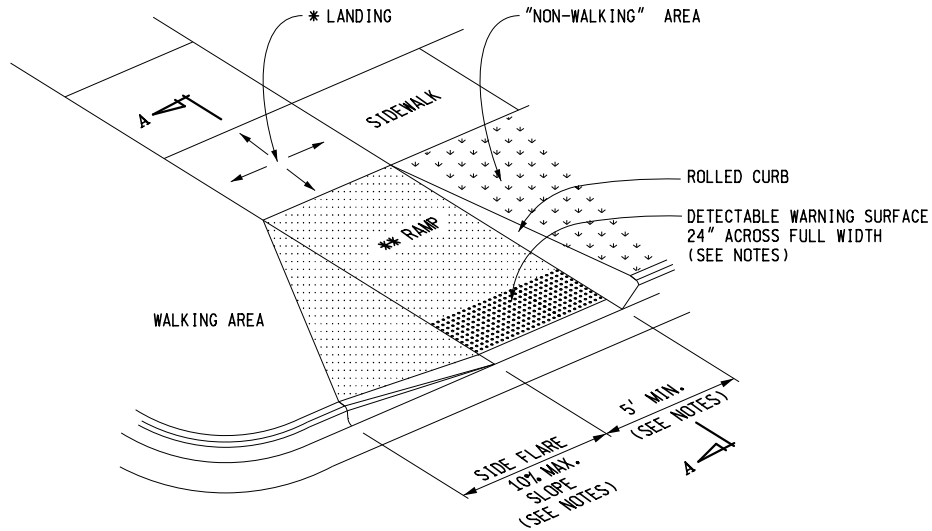 * LANDING
"NON-WALKING" AREA
A
SIDEWALK
ROLLED CURB
** RAMP
DETECTABLE WARNING SURFACE
24" ACROSS FULL WIDTH
(SEE NOTES)
WALKING AREA
5' MIN.
(SEE NOTES)
SIDE FLARE
10% MAX.
SLOPE
(SEE NOTES)
A